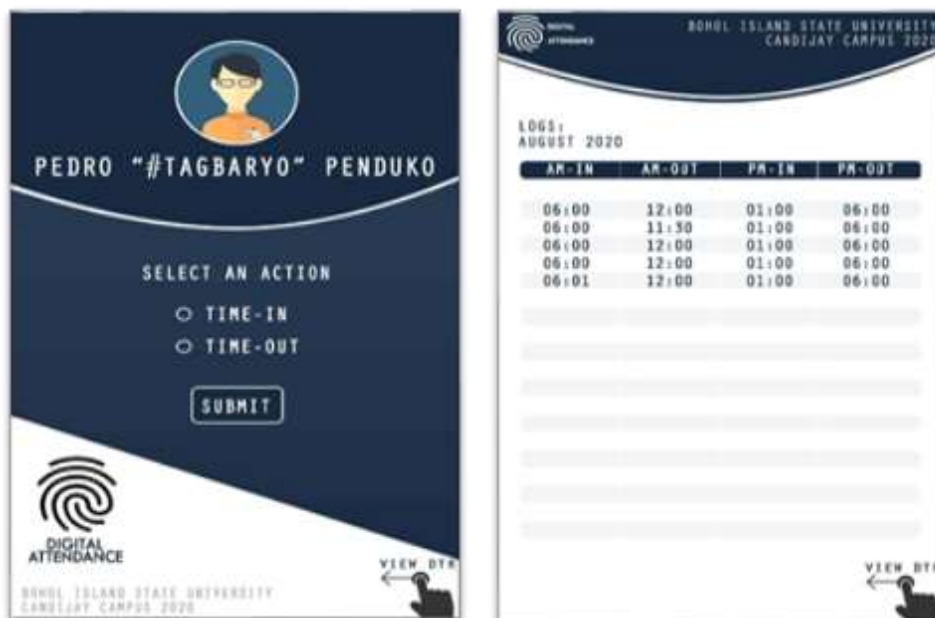 PEDRO "#TAGBARYO" PENDUKO
SELECT AN ACTION
TIME-IN
TIME-OUT
SUBMIT
DIGITAL
ATTENDANCE
VIEW DTR
BOHOL ISLAND STATE UNIVERSITY
CANDIJAY CAMPUS 2020
DIGITAL
ATTENDANCE
BOHOL ISLAND STATE UNIVERSITY
CANDIJAY CAMPUS 2020
LOGS:
AUGUST 2020
AM-IN AM-OUT PM-IN PM-OUT
06:00 12:00 01:00 06:00
06:00 11:30 01:00 06:00
06:00 12:00 01:00 06:00
06:00 12:00 01:00 06:00
06:01 12:00 01:00 06:00
VIEW DTR